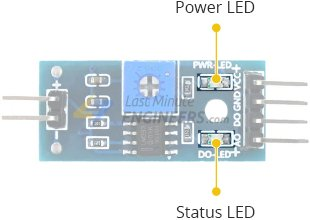 Power LED
PWR-LED
VCC+
GND
DO
AO
Last Minute
ENGINEERS.com
DO-LED
Status LED